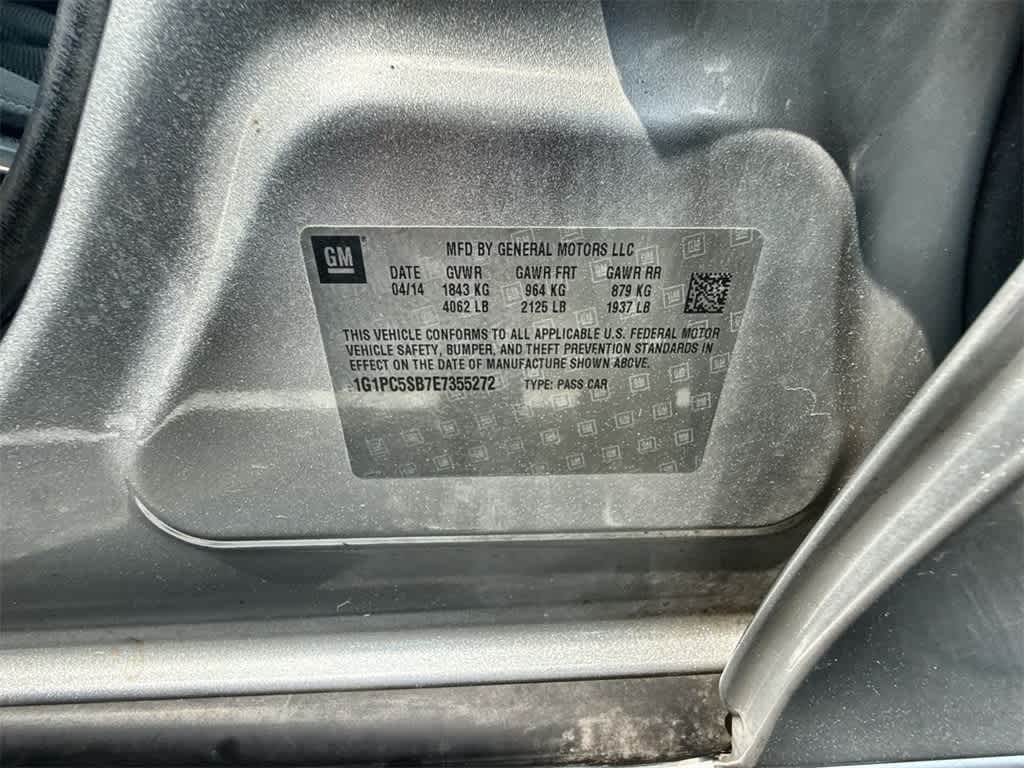 GM
MFD BY GENERAL MOTORS LLC
DATE GVWR GAWR FRT GAWR RR
04/14 1843 KG 964 KG 879 KG
4062 LB 2125 LB 1937 LB
THIS VEHICLE CONFORMS TO ALL APPLICABLE U.S. FEDERAL MOTOR
VEHICLE SAFETY, BUMPER, AND THEFT PREVENTION STANDARDS IN
EFFECT ON THE DATE OF MANUFACTURE SHOWN ABOVE.
1G1PC5SB7E7355272 TYPE: PASS CAR